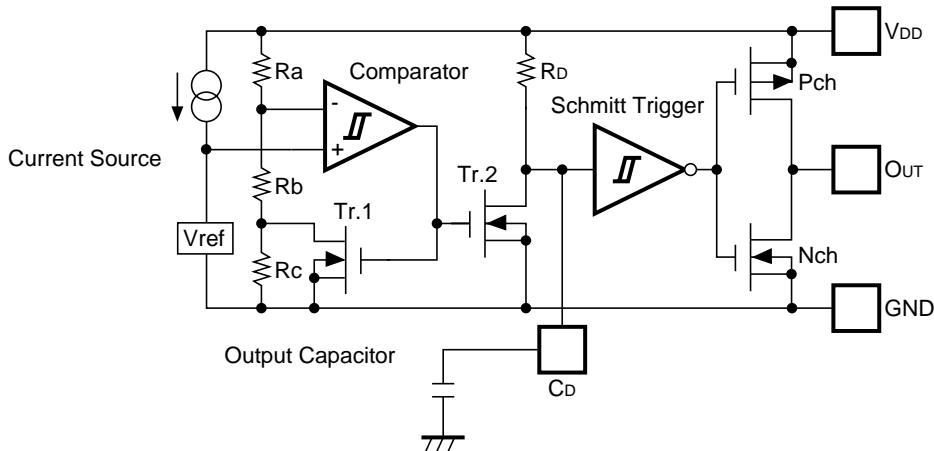 VDD
Ra
Comparator
RD
Pch
Schmitt Trigger
-
+
Current Source
OUT
Rb
Tr.2
Tr.1
Vref
Rc
Nch
GND
Output Capacitor
CD